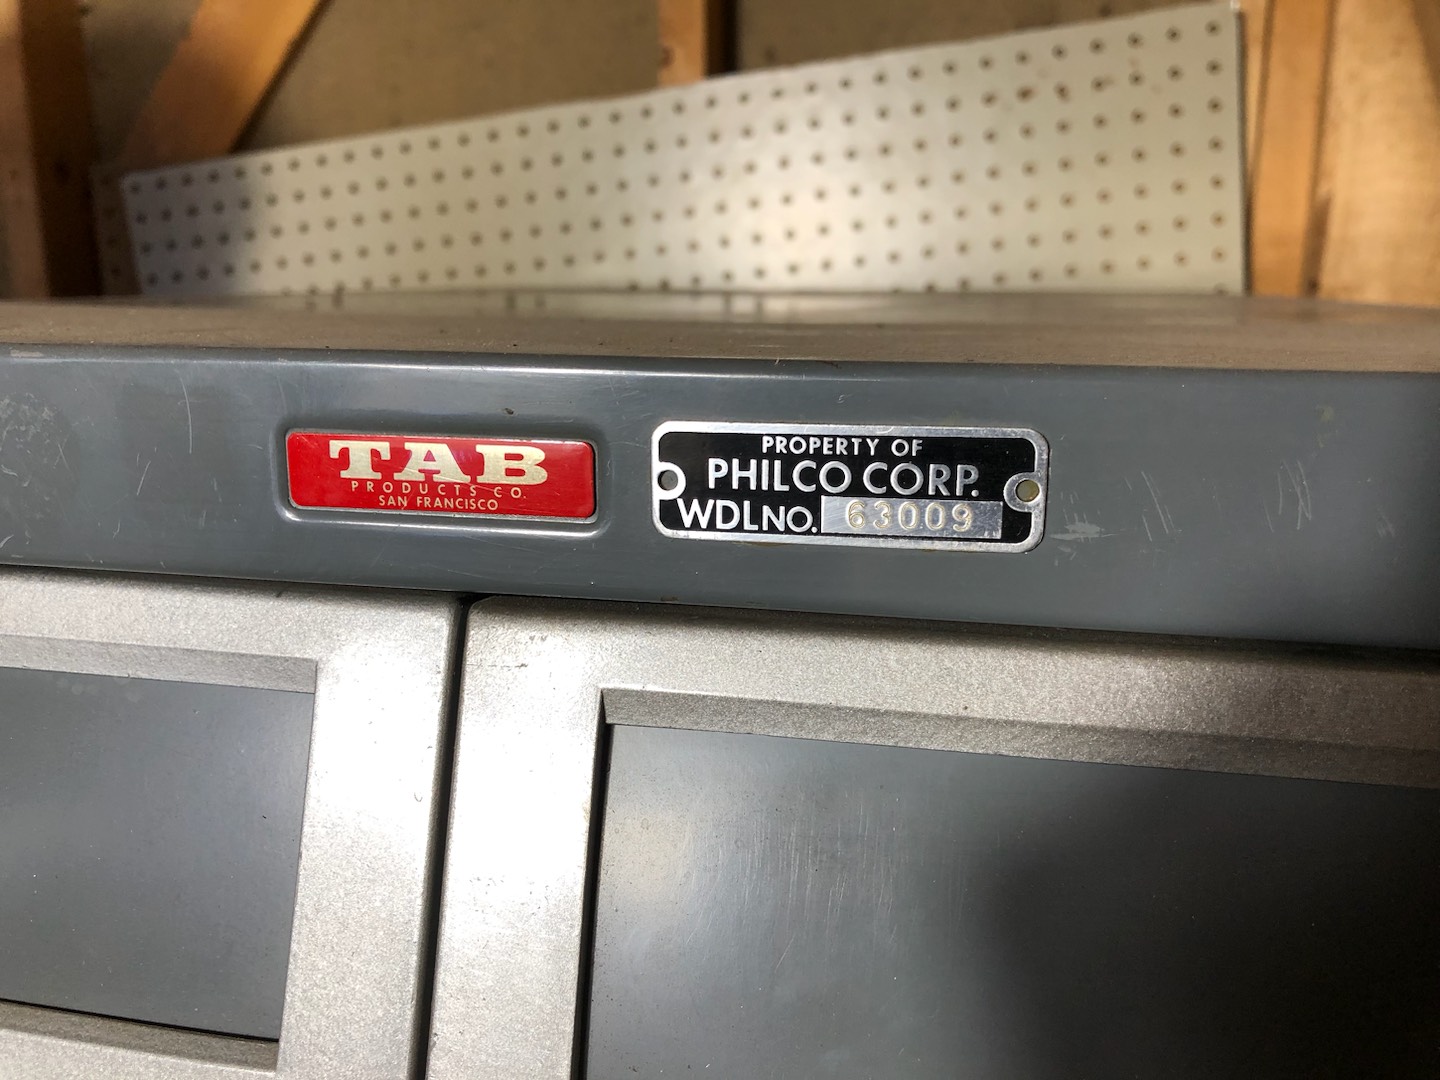 TAB
PRODUCTS CO.
SAN FRANCISCO
PROPERTY OF
PHILCO CORP.
WDL NO. 63009